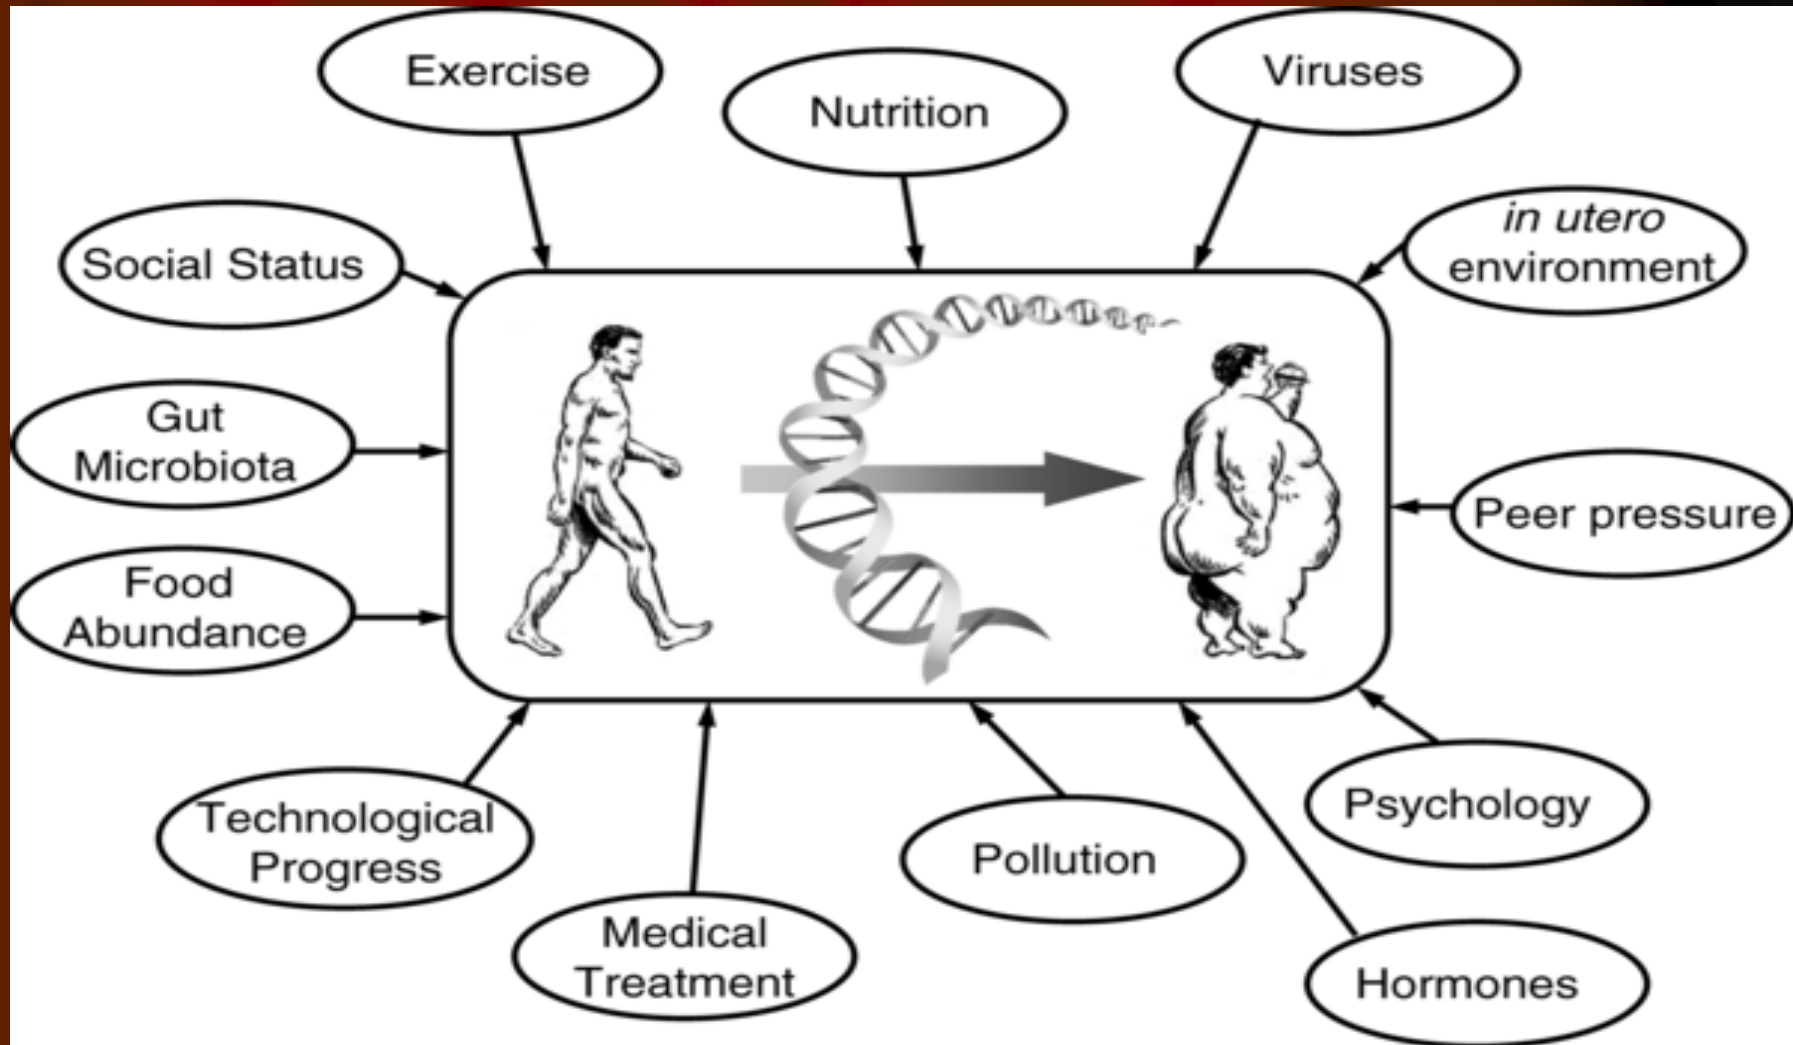 Exercise
Nutrition
Viruses
in utero
environment
Social Status
Gut
Microbiota
Peer pressure
Food
Abundance
Technological
Progress
Medical
Treatment
Pollution
Psychology
Hormones